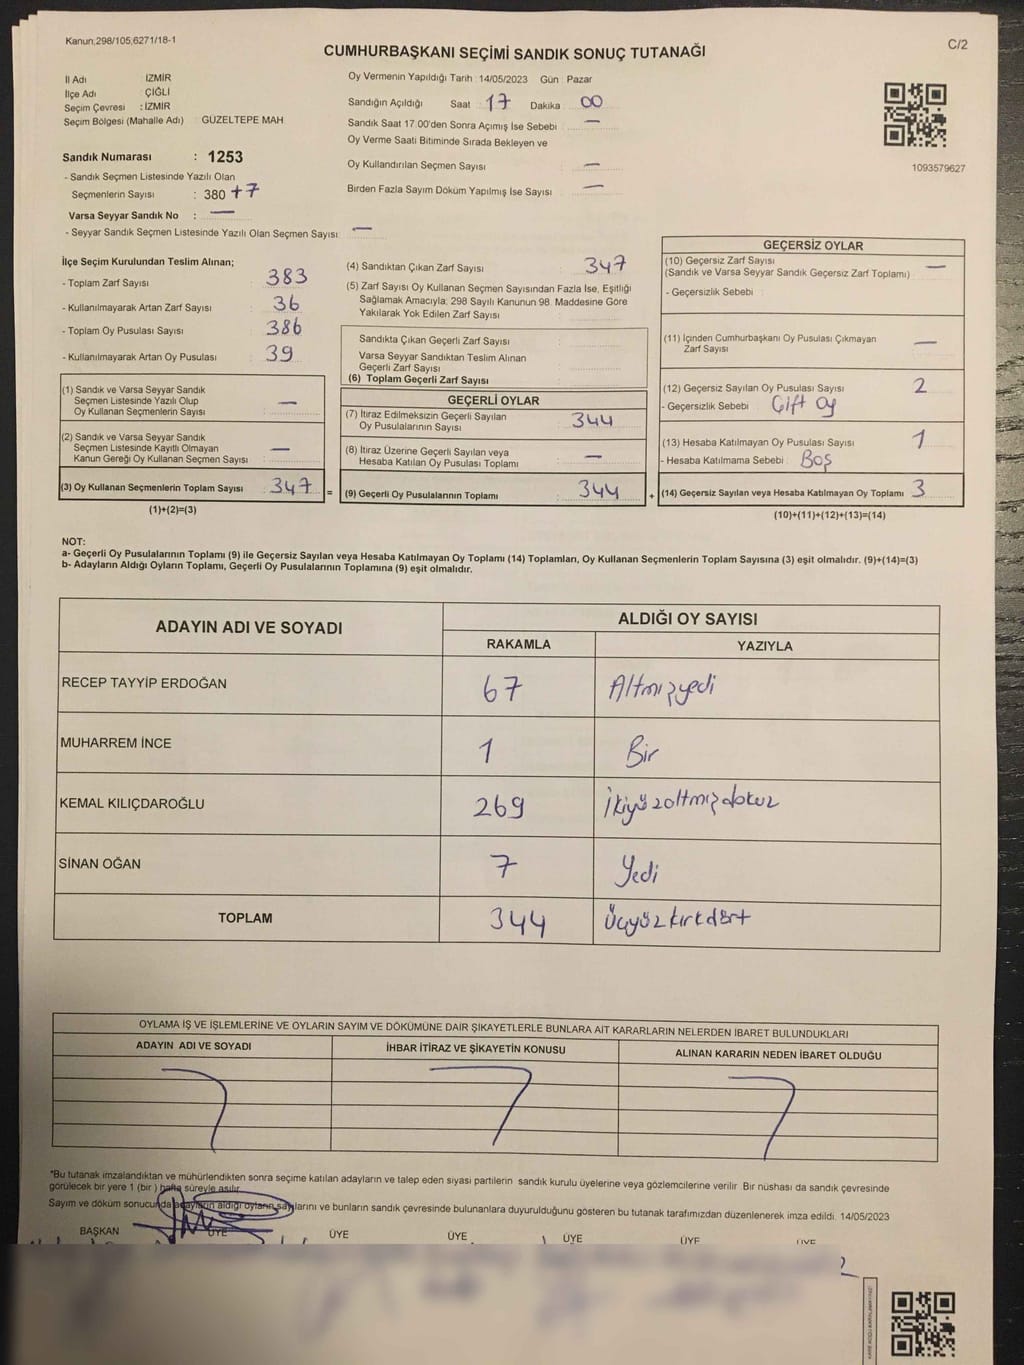 Kanun,298/105,6271/18-1
C/2
CUMHURBAŞKANI SEÇİMİ SANDIK SONUÇ TUTANAĞI
İl Adı İZMİR
İlçe Adı ÇİĞLİ
Seçim Çevresi : İZMİR
Seçim Bölgesi (Mahalle Adı) GÜZELTEPE MAH
Sandık Numarası : 1253
- Sandık Seçmen Listesinde Yazılı Olan
Seçmenlerin Sayısı : 380 +7
Varsa Seyyar Sandık No : —
- Seyyar Sandık Seçmen Listesinde Yazılı Olan Seçmen Sayısı —
Oy Vermenin Yapıldığı Tarih : 14/05/2023 Gün : Pazar
Sandığın Açıldığı Saat 17 Dakika 00
Sandık Saat 17.00'den Sonra Açımış İse Sebebi —
Oy Verme Saati Bitiminde Sırada Bekleyen ve
Oy Kullandırılan Seçmen Sayısı —
Birden Fazla Sayım Döküm Yapılmış İse Sayısı —
1093579627
İlçe Seçim Kurulundan Teslim Alınan;
- Toplam Zarf Sayısı : 383
- Kullanılmayarak Artan Zarf Sayısı : 36
- Toplam Oy Pusulası Sayısı : 386
- Kullanılmayarak Artan Oy Pusulası : 39
(1) Sandık ve Varsa Seyyar Sandık
Seçmen Listesinde Yazılı Olup
Oy Kullanan Seçmenlerin Sayısı —
(2) Sandık ve Varsa Seyyar Sandık
Seçmen Listesinde Kayıtlı Olmayan
Kanun Gereği Oy Kullanan Seçmen Sayısı —
(3) Oy Kullanan Seçmenlerin Toplam Sayısı 347 =
(1)+(2)=(3)
(4) Sandıktan Çıkan Zarf Sayısı 347
(5) Zarf Sayısı Oy Kullanan Seçmen Sayısından Fazla İse, Eşitliği
Sağlamak Amacıyla; 298 Sayılı Kanunun 98. Maddesine Göre
Yakılarak Yok Edilen Zarf Sayısı
Sandıkta Çıkan Geçerli Zarf Sayısı
Varsa Seyyar Sandıktan Teslim Alınan
Geçerli Zarf Sayısı
(6) Toplam Geçerli Zarf Sayısı
GEÇERLİ OYLAR
(7) İtiraz Edilmeksizin Geçerli Sayılan
Oy Pusulalarının Sayısı 344
(8) İtiraz Üzerine Geçerli Sayılan veya
Hesaba Katılan Oy Pusulası Toplamı —
(9) Geçerli Oy Pusulalarının Toplamı 344 +
GEÇERSİZ OYLAR
(10) Geçersiz Zarf Sayısı —
(Sandık ve Varsa Seyyar Sandık Geçersiz Zarf Toplamı)
- Geçersizlik Sebebi :
(11) İçinden Cumhurbaşkanı Oy Pusulası Çıkmayan
Zarf Sayısı —
(12) Geçersiz Sayılan Oy Pusulası Sayısı 2
- Geçersizlik Sebebi : Çift oy
(13) Hesaba Katılmayan Oy Pusulası Sayısı 1
- Hesaba Katılmama Sebebi : Boş
(14) Geçersiz Sayılan veya Hesaba Katılmayan Oy Toplamı 3
(10)+(11)+(12)+(13)=(14)
NOT:
a- Geçerli Oy Pusulalarının Toplamı (9) ile Geçersiz Sayılan veya Hesaba Katılmayan Oy Toplamı (14) Toplamları, Oy Kullanan Seçmenlerin Toplam Sayısına (3) eşit olmalıdır. (9)+(14)=(3)
b- Adayların Aldığı Oyların Toplamı, Geçerli Oy Pusulalarının Toplamına (9) eşit olmalıdır.
ADAYIN ADI VE SOYADI ALDIĞI OY SAYISI
RAKAMLA YAZIYLA
RECEP TAYYİP ERDOĞAN 67 Altmışyedi
MUHARREM İNCE 1 Bir
KEMAL KILIÇDAROĞLU 269 İkiyüzaltmışdokuz
SİNAN OĞAN 7 Yedi
TOPLAM 344 Üçyüzkırkdört
OYLAMA İŞ VE İŞLEMLERİNE VE OYLARIN SAYIM VE DÖKÜMÜNE DAİR ŞİKAYETLERLE BUNLARA AİT KARARLARIN NELERDEN İBARET BULUNDUKLARI
ADAYIN ADI VE SOYADI İHBAR İTİRAZ VE ŞİKAYETİN KONUSU ALINAN KARARIN NEDEN İBARET OLDUĞU
*Bu tutanak imzalandıktan ve mühürlendikten sonra seçime katılan adayların ve talep eden siyasi partilerin sandık kurulu üyelerine veya gözlemcilerine verilir Bir nüshası da sandık çevresinde
görülecek bir yere 1 (bir ) hafta süreyle asılır
Sayım ve döküm sonucunda adayların aldığı oyların sayılarını ve bunların sandık çevresinde bulunanlara duyurulduğunu gösteren bu tutanak tarafımızdan düzenlenerek imza edildi. 14/05/2023
BAŞKAN ÜYE ÜYE ÜYE ÜYE ÜYE ÜYE